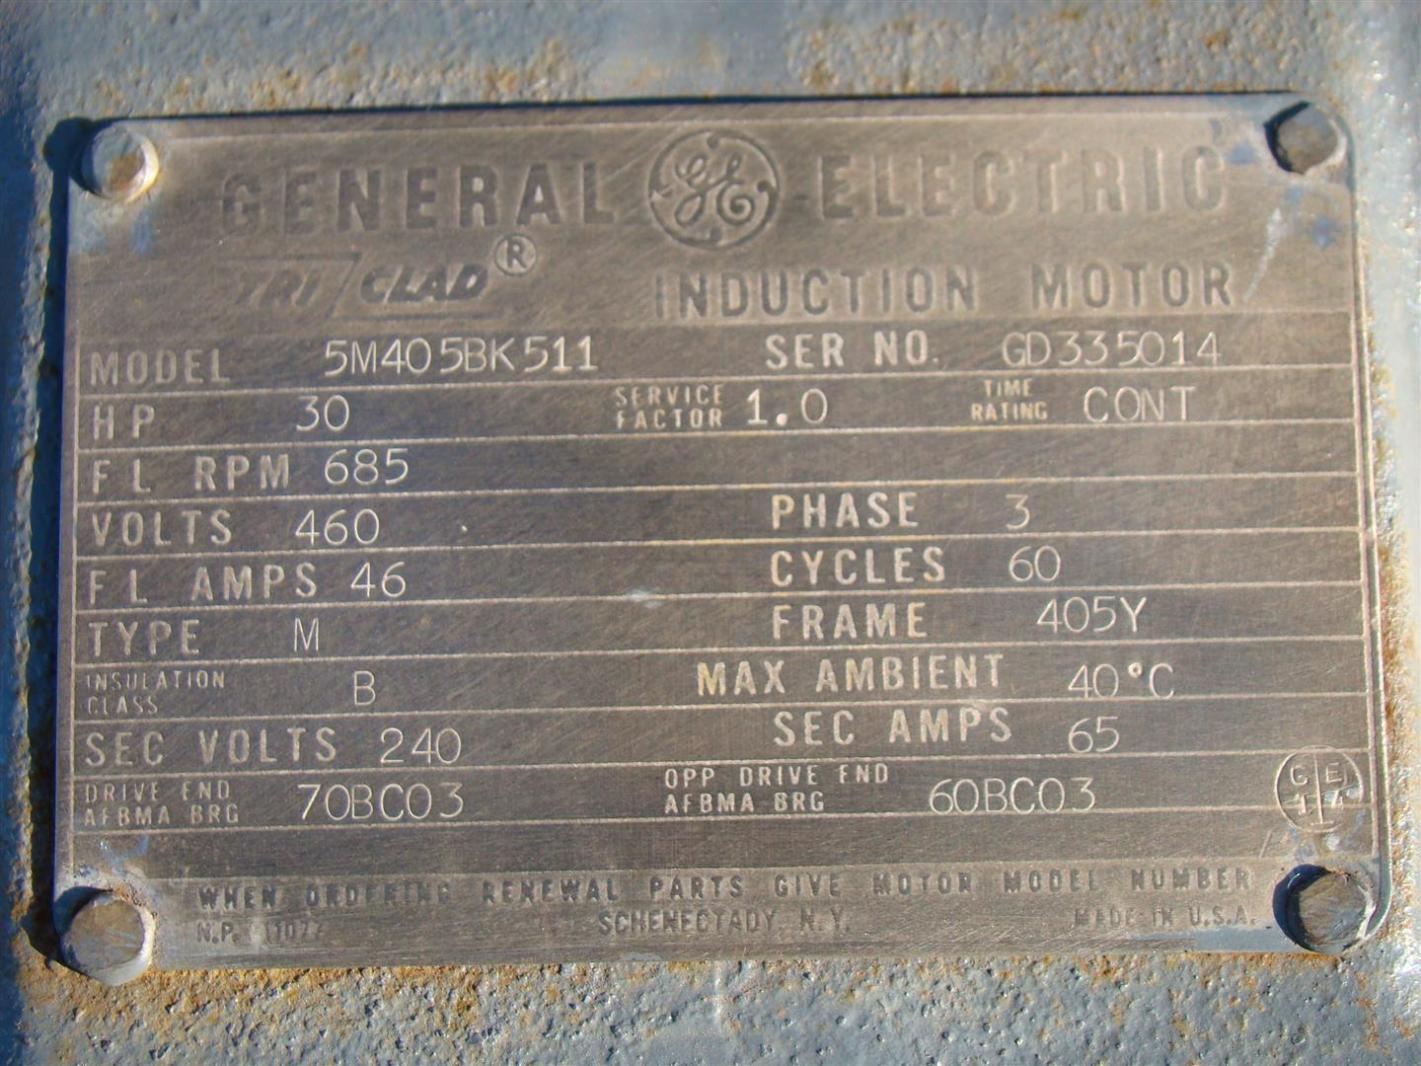 GENERAL GE ELECTRIC
TRI CLAD ® INDUCTION MOTOR
MODEL 5M405BK511 SER NO. GD335014
HP 30 SERVICE FACTOR 1.0 TIME RATING CONT
FL RPM 685
VOLTS 460 PHASE 3
FL AMPS 46 CYCLES 60
TYPE M FRAME 405Y
INSULATION CLASS B MAX AMBIENT 40°C
SEC VOLTS 240 SEC AMPS 65
DRIVE END AFBMA BRG 70BC03 OPP DRIVE END AFBMA BRG 60BC03
WHEN ORDERING RENEWAL PARTS GIVE MOTOR MODEL NUMBER
N.P. SCHENECTADY, N.Y. MADE IN U.S.A.